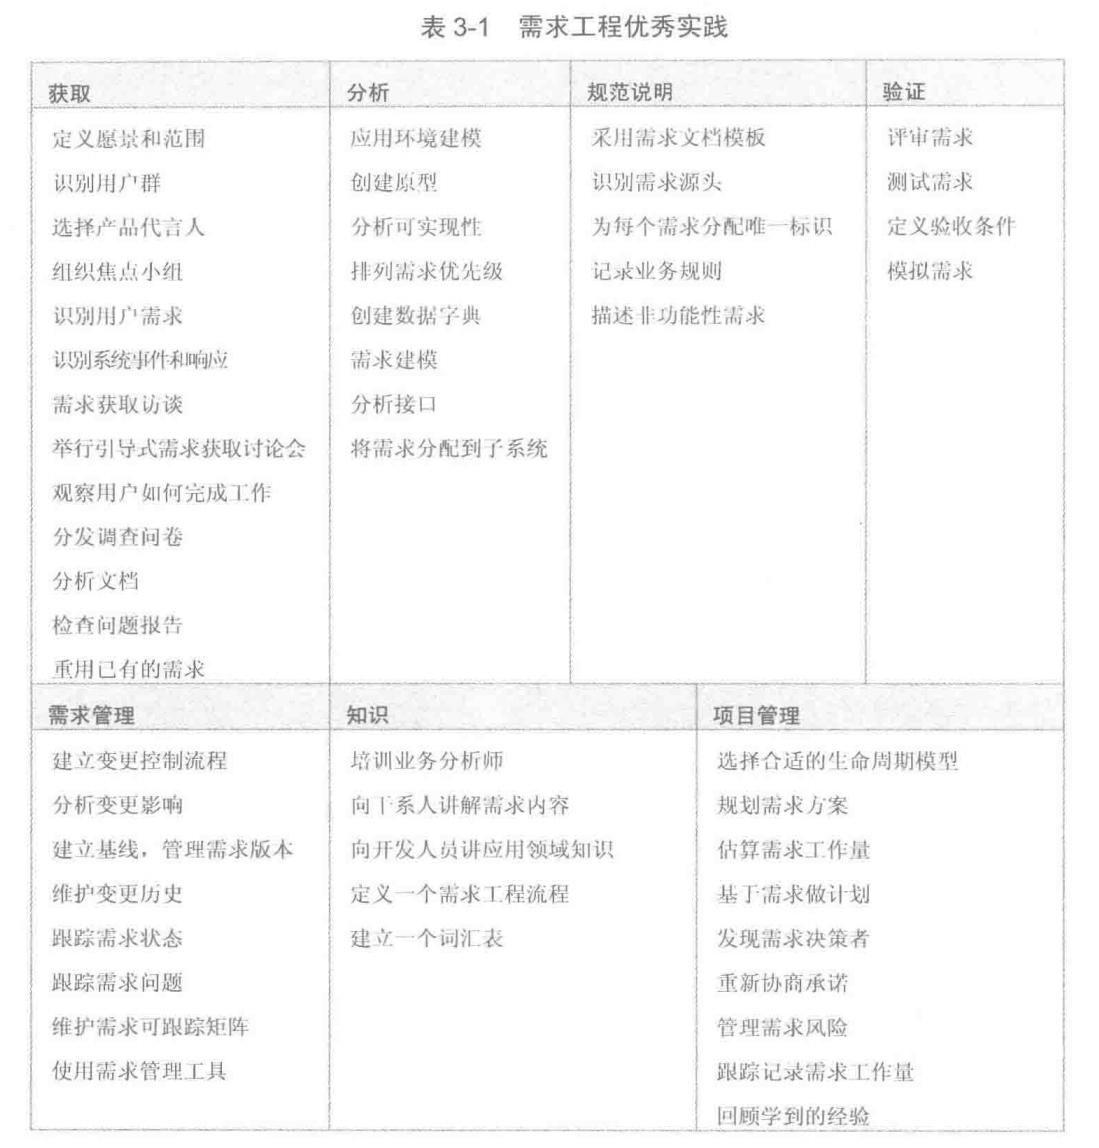 表 3-1 需求工程优秀实践
获取
定义愿景和范围
识别用户群
选择产品代言人
组织焦点小组
识别用户需求
识别系统事件和响应
需求获取访谈
举行引导式需求获取讨论会
观察用户如何完成工作
分发调查问卷
分析文档
检查问题报告
重用已有的需求
分析
应用环境建模
创建原型
分析可实现性
排列需求优先级
创建数据字典
需求建模
分析接口
将需求分配到子系统
规范说明
采用需求文档模板
识别需求源头
为每个需求分配唯一标识
记录业务规则
描述非功能性需求
验证
评审需求
测试需求
定义验收条件
模拟需求
需求管理
建立变更控制流程
分析变更影响
建立基线，管理需求版本
维护变更历史
跟踪需求状态
跟踪需求问题
维护需求可跟踪矩阵
使用需求管理工具
知识
培训业务分析师
向干系人讲解需求内容
向开发人员讲应用领域知识
定义一个需求工程流程
建立一个词汇表
项目管理
选择合适的生命周期模型
规划需求方案
估算需求工作量
基于需求做计划
发现需求决策者
重新协商承诺
管理需求风险
跟踪记录需求工作量
回顾学到的经验